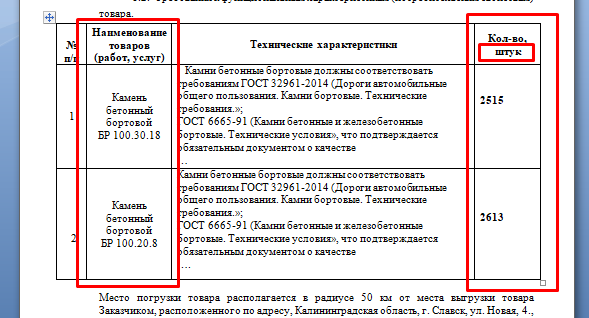 товара.
№
п/п
Наименование
товаров
(работ, услуг)
Технические характеристики
Кол-во,
штук
1
Камень
бетонный
бортовой
БР 100.30.18
Камни бетонные бортовые должны соответствовать
требованиям ГОСТ 32961-2014 (Дороги автомобильные
общего пользования. Камни бортовые. Технические
требования.»;
ГОСТ 6665-91 (Камни бетонные и железобетонные
бортовые. Технические условия», что подтверждается
обязательным документом о качестве
…
2515
2
Камень
бетонный
бортовой
БР 100.20.8
Камни бетонные бортовые должны соответствовать
требованиям ГОСТ 32961-2014 (Дороги автомобильные
общего пользования. Камни бортовые. Технические
требования.»;
ГОСТ 6665-91 (Камни бетонные и железобетонные
бортовые. Технические условия», что подтверждается
обязательным документом о качестве
…
2613
Место погрузки товара располагается в радиусе 50 км от места выгрузки товара
Заказчиком, расположенного по адресу, Калининградская область, г. Славск, ул. Новая, 4.,